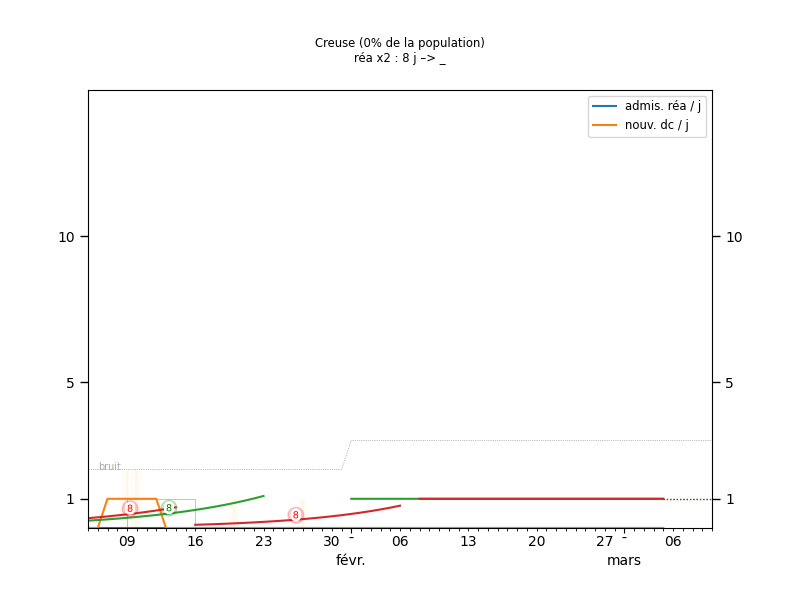 Creuse (0% de la population)
réa x2 : 8 j –> _
admis. réa / j
nouv. dc / j
10
10
5
5
bruit
1
1
8
8
8
09
16
23
30
06
13
20
27
06
févr.
mars